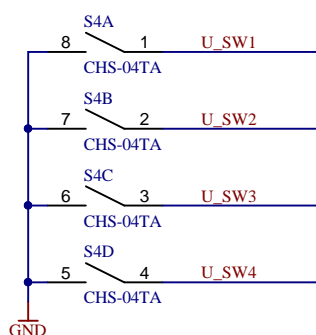 S4A
8 1 U_SW1
CHS-04TA
S4B
7 2 U_SW2
CHS-04TA
S4C
6 3 U_SW3
CHS-04TA
S4D
5 4 U_SW4
CHS-04TA
GND